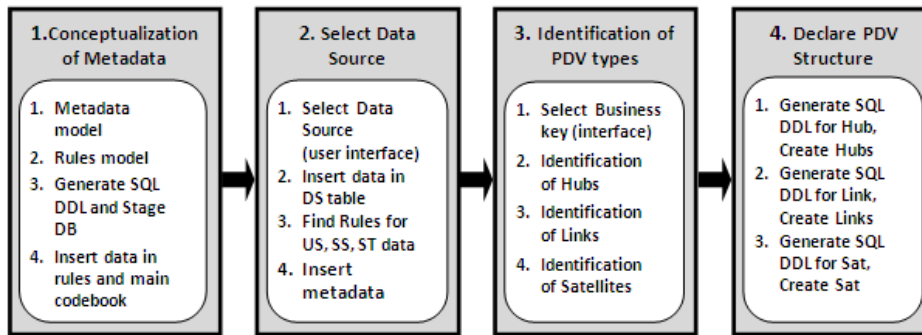 1.Conceptualization
of Metadata
1. Metadata
model
2. Rules model
3. Generate SQL
DDL and Stage
DB
4. Insert data in
rules and main
codebook
2. Select Data
Source
1. Select Data
Source
(user interface)
2. Insert data in
DS table
3. Find Rules for
US, SS, ST data
4. Insert
metadata
3. Identification of
PDV types
1. Select Business
key (interface)
2. Identification
of Hubs
3. Identification
of Links
4. Identification
of Satellites
4. Declare PDV
Structure
1. Generate SQL
DDL for Hub,
Create Hubs
2. Generate SQL
DDL for Link,
Create Links
3. Generate SQL
DDL for Sat,
Create Sat